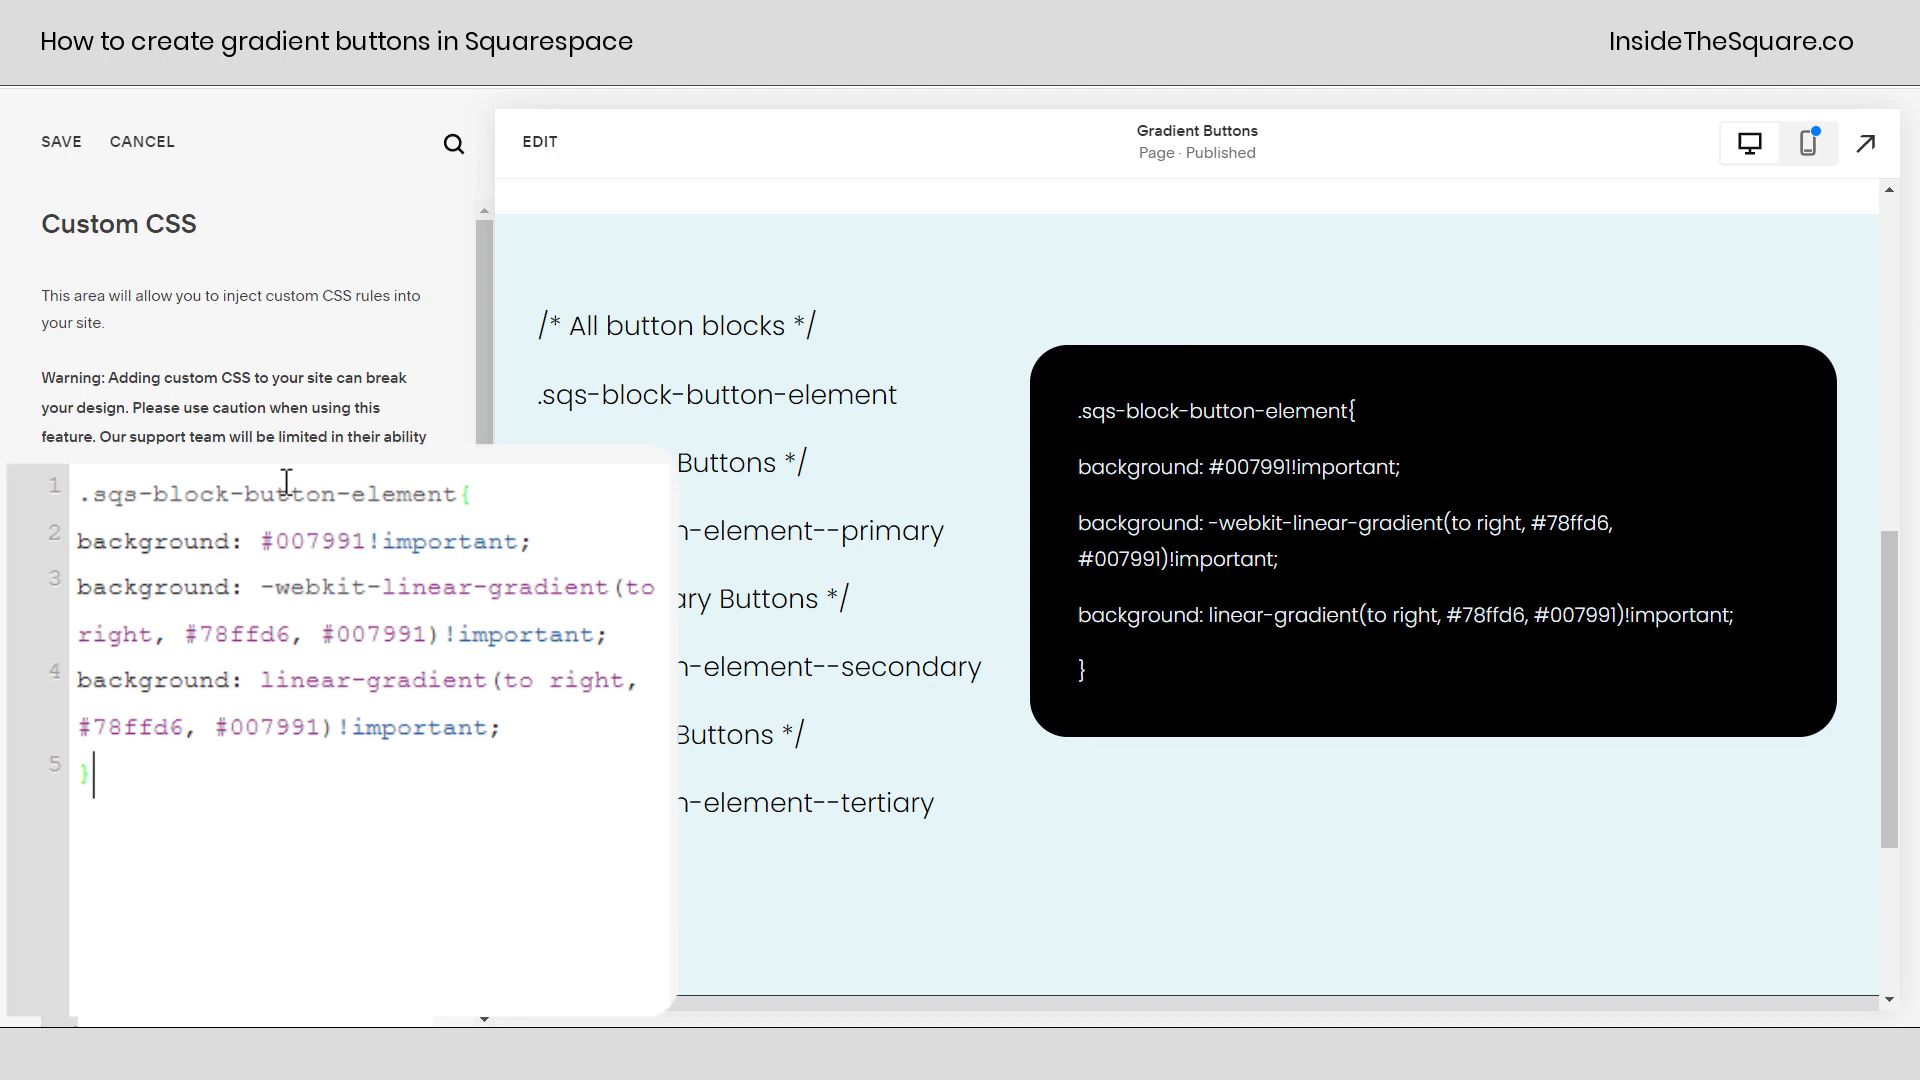 How to create gradient buttons in Squarespace
InsideTheSquare.co
SAVE CANCEL
EDIT
Gradient Buttons
Page · Published
Custom CSS
This area will allow you to inject custom CSS rules into
your site.
Warning: Adding custom CSS to your site can break
your design. Please use caution when using this
feature. Our support team will be limited in their ability
1 .sqs-block-button-element{
2 background: #007991!important;
3 background: -webkit-linear-gradient(to
right, #78ffd6, #007991)!important;
4 background: linear-gradient(to right,
#78ffd6, #007991)!important;
5 }
/* All button blocks */
.sqs-block-button-element
Buttons */
-element--primary
ary Buttons */
-element--secondary
Buttons */
-element--tertiary
.sqs-block-button-element{
background: #007991!important;
background: -webkit-linear-gradient(to right, #78ffd6,
#007991)!important;
background: linear-gradient(to right, #78ffd6, #007991)!important;
}